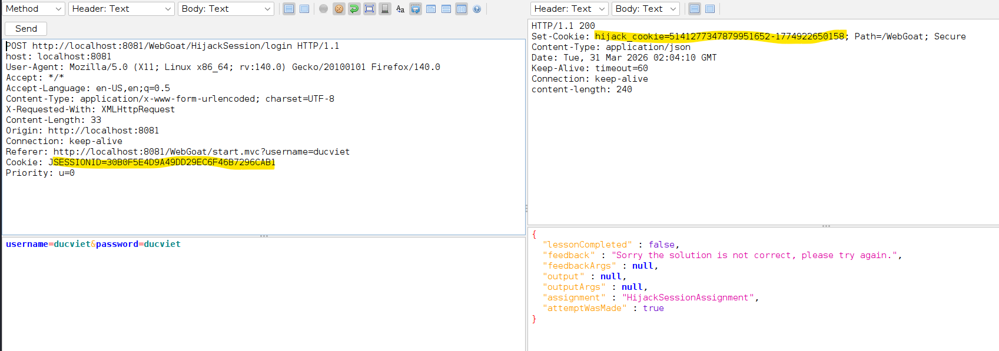 Method Header: Text Body: Text
Send
POST http://localhost:8081/WebGoat/HijackSession/login HTTP/1.1
host: localhost:8081
User-Agent: Mozilla/5.0 (X11; Linux x86_64; rv:140.0) Gecko/20100101 Firefox/140.0
Accept: */*
Accept-Language: en-US,en;q=0.5
Content-Type: application/x-www-form-urlencoded; charset=UTF-8
X-Requested-With: XMLHttpRequest
Content-Length: 33
Origin: http://localhost:8081
Connection: keep-alive
Referer: http://localhost:8081/WebGoat/start.mvc?username=ducviet
Cookie: JSESSIONID=30B0F5E4D9A49DD29EC6F46B7296CAB1
Priority: u=0
username=ducviet&password=ducviet
Header: Text Body: Text
HTTP/1.1 200
Set-Cookie: hijack_cookie=5141277347879951652-1774922650158; Path=/WebGoat; Secure
Content-Type: application/json
Date: Tue, 31 Mar 2026 02:04:10 GMT
Keep-Alive: timeout=60
Connection: keep-alive
content-length: 240
{
"lessonCompleted" : false,
"feedback" : "Sorry the solution is not correct, please try again.",
"feedbackArgs" : null,
"output" : null,
"outputArgs" : null,
"assignment" : "HijackSessionAssignment",
"attemptWasMade" : true
}